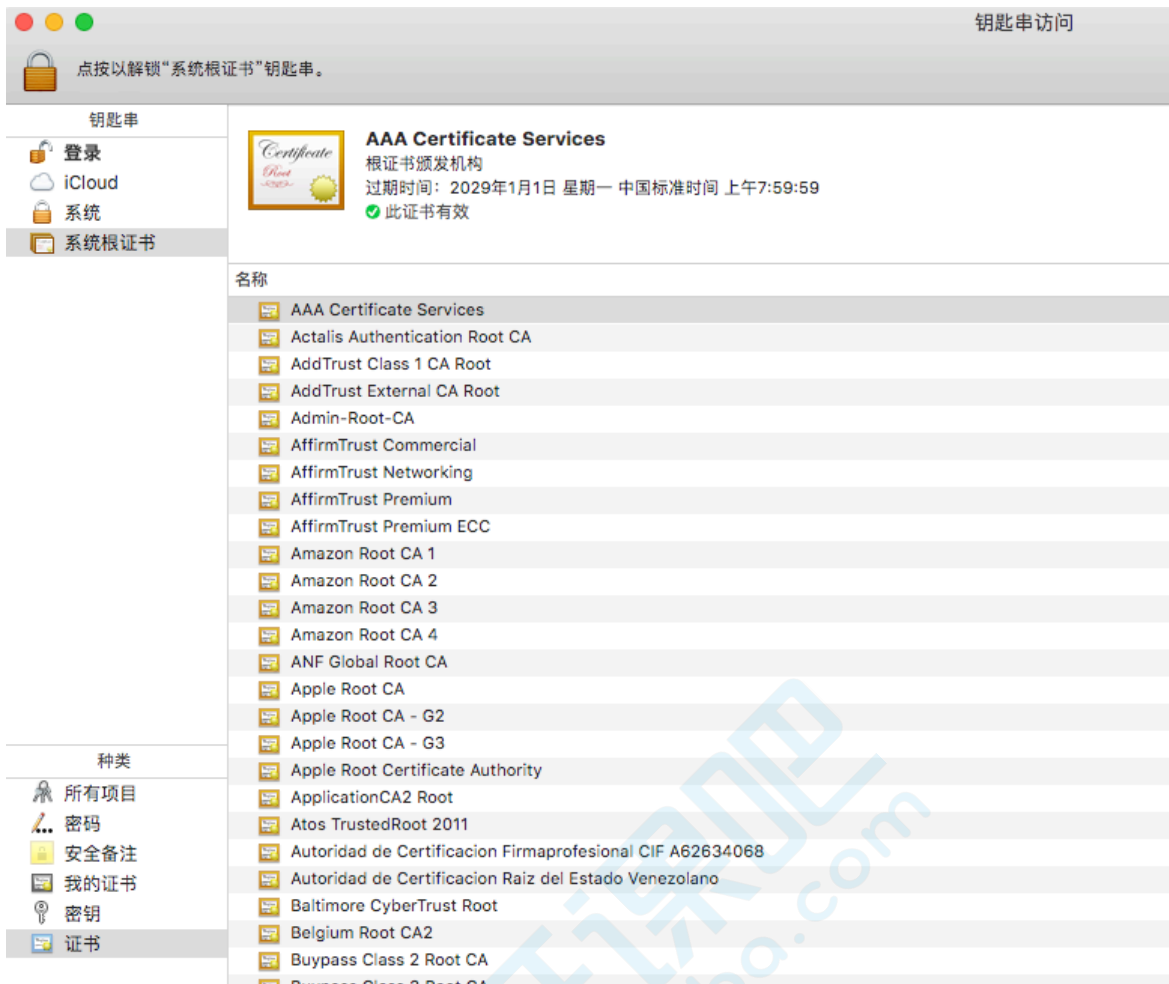 钥匙串访问
点按以解锁“系统根证书”钥匙串。
钥匙串
登录
iCloud
系统
系统根证书
Certificate
Root
AAA Certificate Services
根证书颁发机构
过期时间：2029年1月1日 星期一 中国标准时间 上午7:59:59
此证书有效
名称
AAA Certificate Services
Actalis Authentication Root CA
AddTrust Class 1 CA Root
AddTrust External CA Root
Admin-Root-CA
AffirmTrust Commercial
AffirmTrust Networking
AffirmTrust Premium
AffirmTrust Premium ECC
Amazon Root CA 1
Amazon Root CA 2
Amazon Root CA 3
Amazon Root CA 4
ANF Global Root CA
Apple Root CA
Apple Root CA - G2
Apple Root CA - G3
Apple Root Certificate Authority
ApplicationCA2 Root
Atos TrustedRoot 2011
Autoridad de Certificacion Firmaprofesional CIF A62634068
Autoridad de Certificacion Raiz del Estado Venezolano
Baltimore CyberTrust Root
Belgium Root CA2
Buypass Class 2 Root CA
种类
所有项目
密码
安全备注
我的证书
密钥
证书